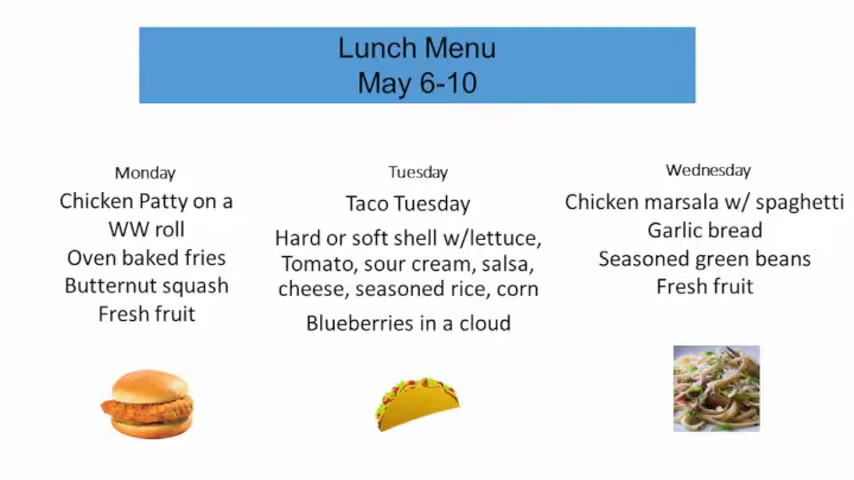 Lunch Menu
May 6-10
Monday
Chicken Patty on a
WW roll
Oven baked fries
Butternut squash
Fresh fruit
Tuesday
Taco Tuesday
Hard or soft shell w/lettuce,
Tomato, sour cream, salsa,
cheese, seasoned rice, corn
Blueberries in a cloud
Wednesday
Chicken marsala w/ spaghetti
Garlic bread
Seasoned green beans
Fresh fruit